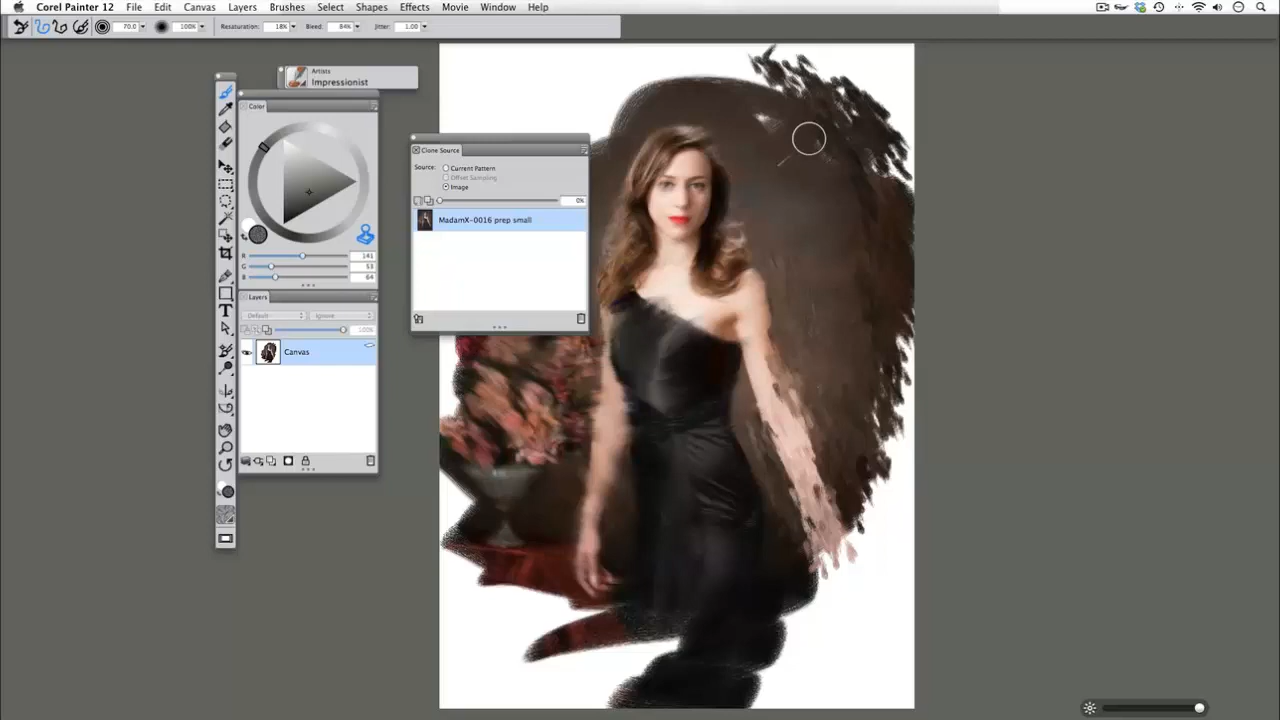 Corel Painter 12 File Edit Canvas Layers Brushes Select Shapes Effects Movie Window Help
70.0 100% Resaturation: 18% Bleed: 84% Jitter: 1.00
Artists
Impressionist
Color
R 141
G 53
B 64
Layers
Default Ignore
100%
Canvas
Clone Source
Source: Current Pattern
Offset Sampling
Image
0%
MadamX-0016 prep small